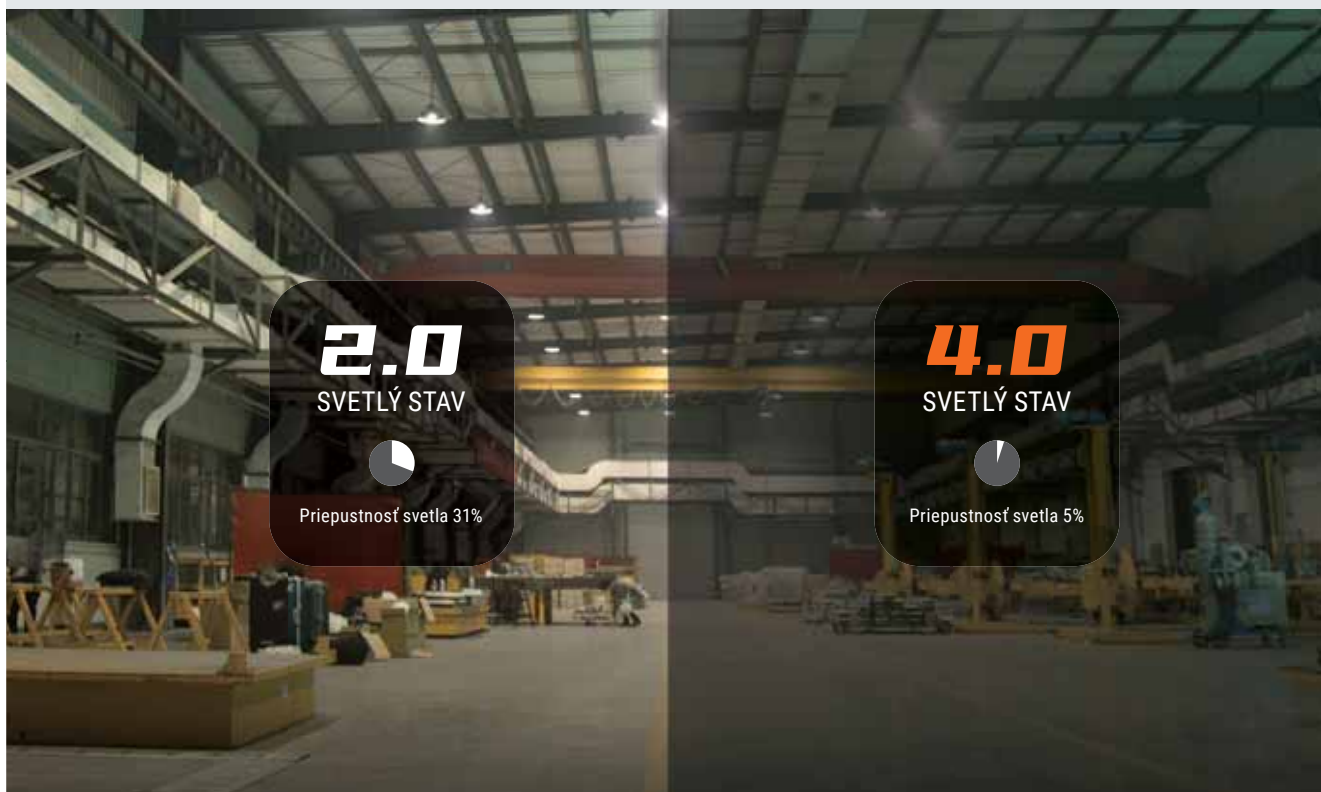 2.0
SVETLÝ STAV
Priepustnosť svetla 31%
4.0
SVETLÝ STAV
Priepustnosť svetla 5%